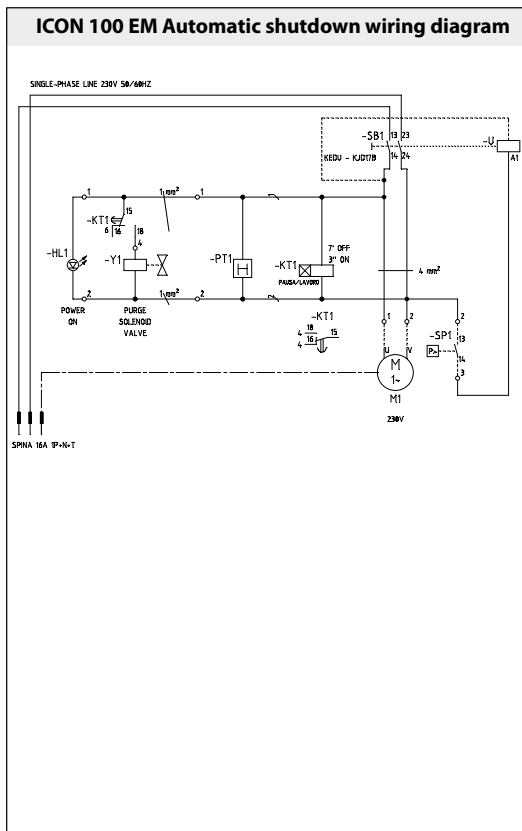 ICON 100 EM Automatic shutdown wiring diagram
SINGLE-PHASE LINE 230V 50/60HZ
-SB1
13 23
14 24
KEDU - KJD17B
-U
A1
1
1 mm²
1
15
-KT1
6 16
18
4
-HL1
-Y1
-PT1
-KT1
7' OFF
3" ON
PAUSA/LAVORO
4 mm²
2
1 mm²
2
POWER
ON
PURGE
SOLENOID
VALVE
-KT1
4 18
16 15
4
1
2
2
U
V
M
1~
M1
230V
-SP1
13
P>
14
3
SPINA 16A 1P+N+T